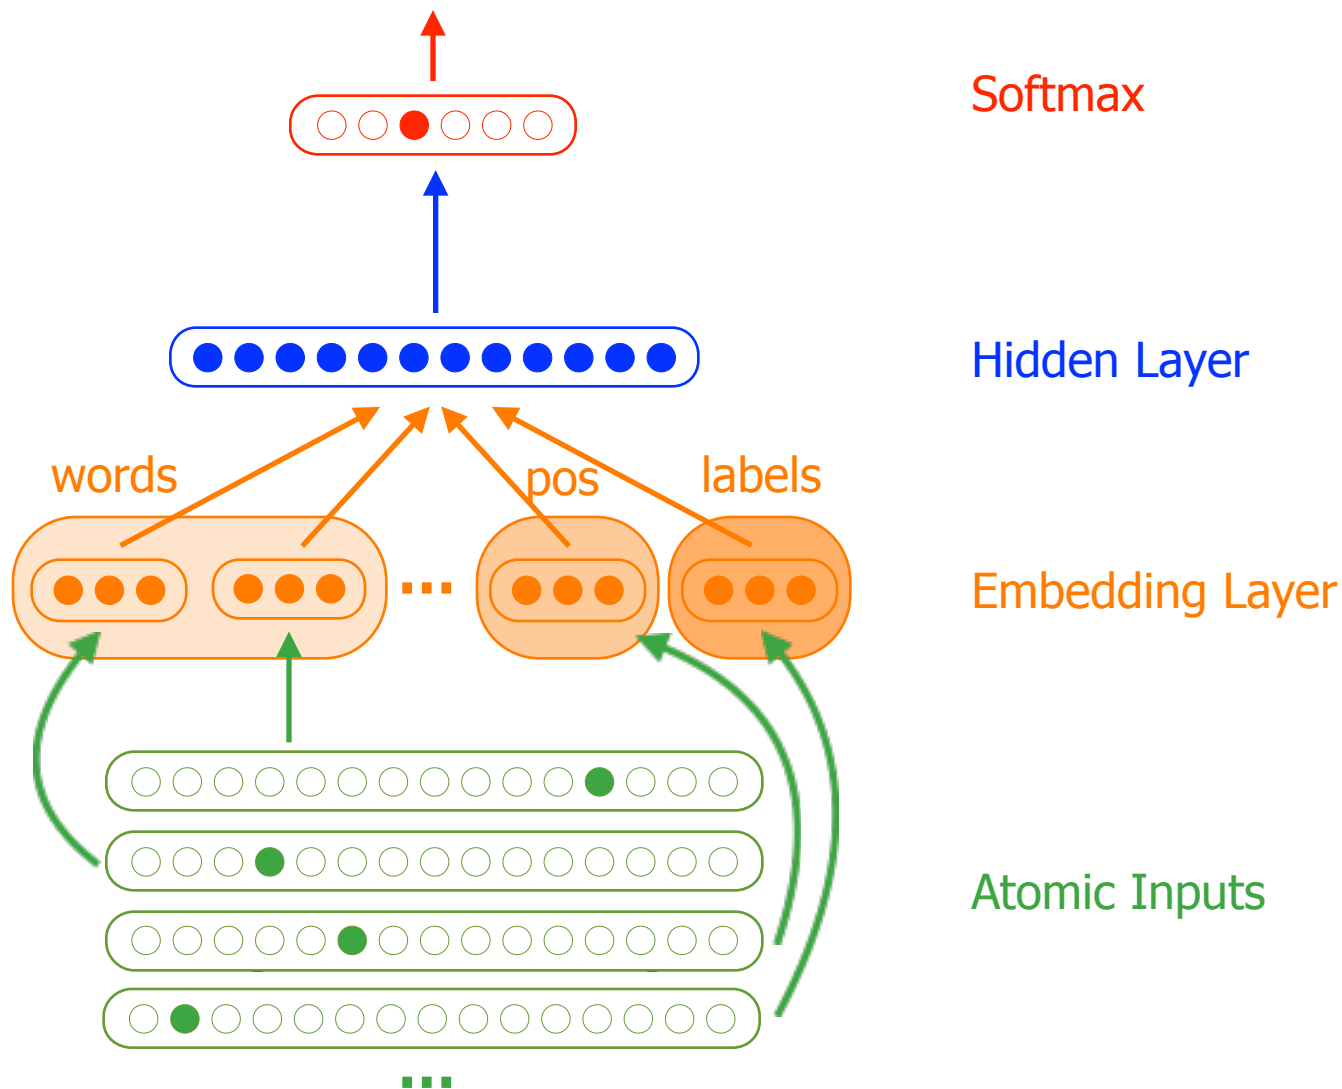 Softmax
Hidden Layer
words
pos
labels
...
Embedding Layer
Atomic Inputs
...